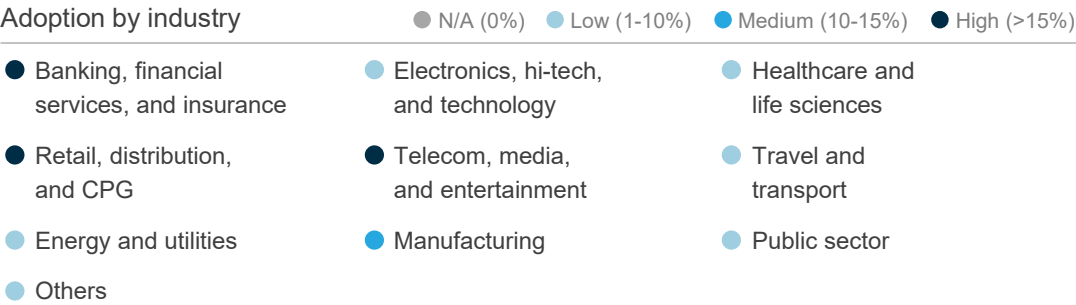 Adoption by industry
N/A (0%)
Low (1-10%)
Medium (10-15%)
High (>15%)
Banking, financial
services, and insurance
Electronics, hi-tech,
and technology
Healthcare and
life sciences
Retail, distribution,
and CPG
Telecom, media,
and entertainment
Travel and
transport
Energy and utilities
Manufacturing
Public sector
Others